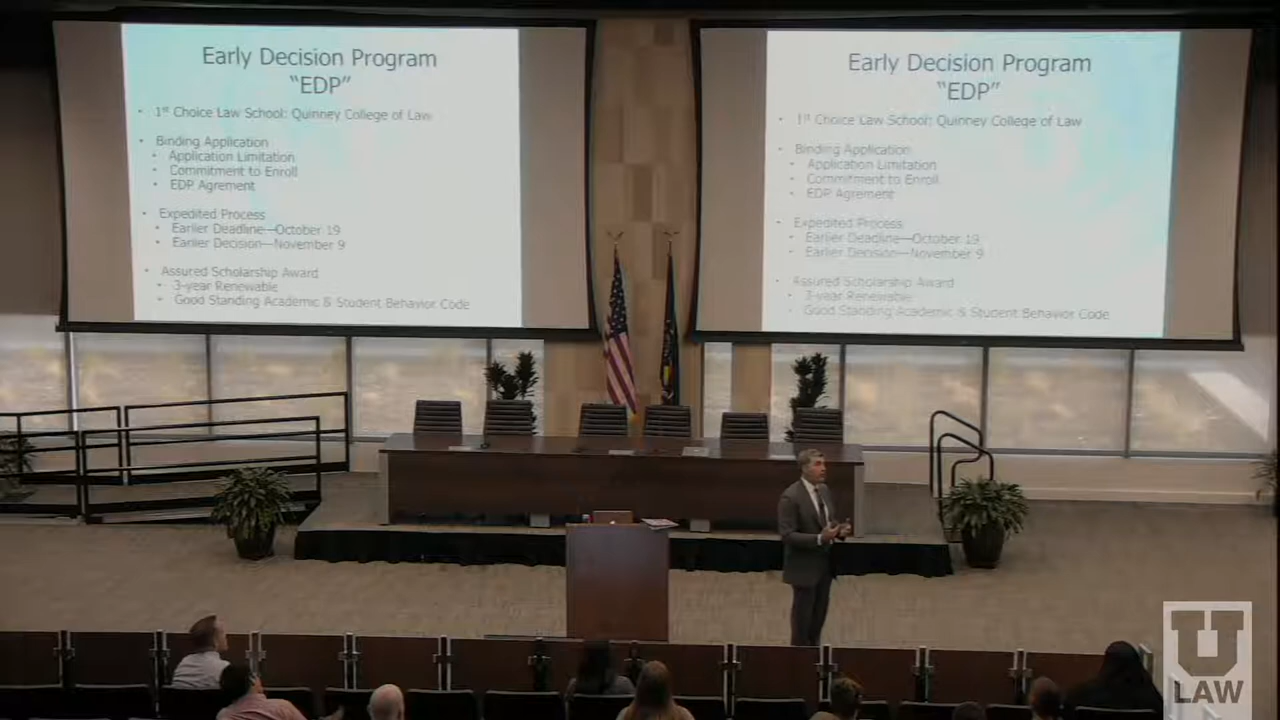 Early Decision Program
"EDP"
• 1st Choice Law School: Quinney College of Law
• Binding Application
• Application Limitation
• Commitment to Enroll
• EDP Agrement
• Expedited Process
• Earlier Deadline—October 19
• Earlier Decision—November 9
• Assured Scholarship Award
• 3-year Renewable
• Good Standing Academic & Student Behavior Code
Early Decision Program
"EDP"
• 1st Choice Law School: Quinney College of Law
• Binding Application
• Application Limitation
• Commitment to Enroll
• EDP Agrement
• Expedited Process
• Earlier Deadline—October 19
• Earlier Decision—November 9
• Assured Scholarship Award
• 3-year Renewable
• Good Standing Academic & Student Behavior Code
U
LAW